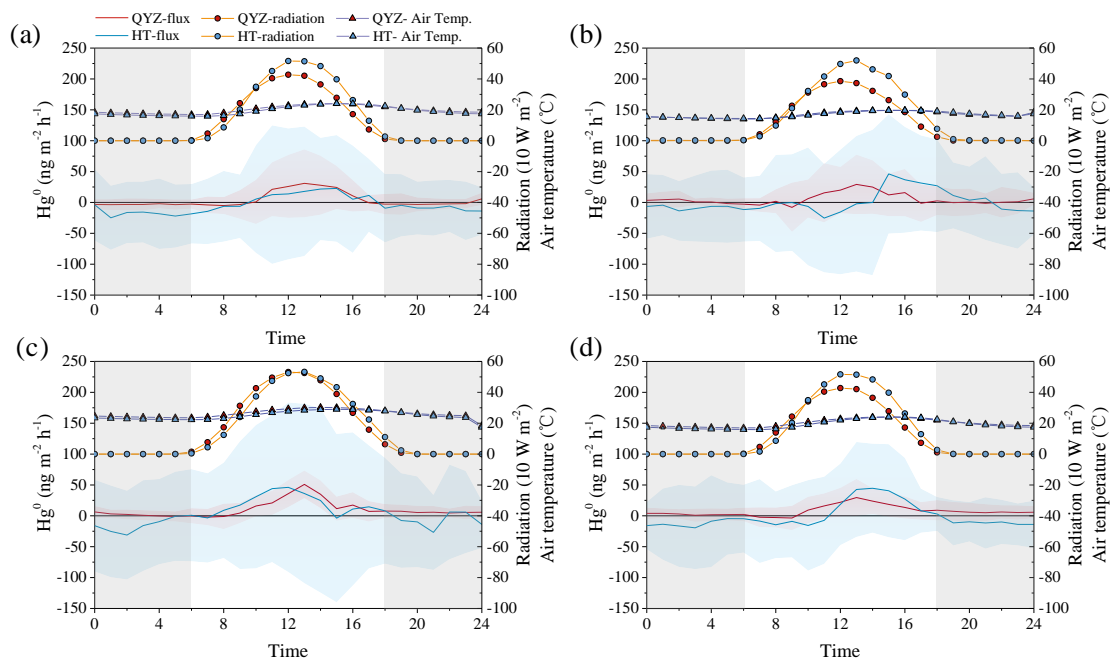 QYZ-flux QYZ-radiation QYZ- Air Temp.
HT-flux HT-radiation HT- Air Temp.
(a)
250 200 150 100 50 0 -50 -100 -150
Hg⁰ (ng m⁻² h⁻¹)
0 4 8 12 16 20 24
Time
60 40 20 0 -20 -40 -60 -80 -100
Radiation (10 W m⁻²)
Air temperature (℃)
(b)
250 200 150 100 50 0 -50 -100 -150
Hg⁰ (ng m⁻² h⁻¹)
0 4 8 12 16 20 24
Time
60 40 20 0 -20 -40 -60 -80 -100
Radiation (10 W m⁻²)
Air temperature (℃)
(c)
250 200 150 100 50 0 -50 -100 -150
Hg⁰ (ng m⁻² h⁻¹)
0 4 8 12 16 20 24
Time
60 40 20 0 -20 -40 -60 -80 -100
Radiation (10 W m⁻²)
Air temperature (℃)
(d)
250 200 150 100 50 0 -50 -100 -150
Hg⁰ (ng m⁻² h⁻¹)
0 4 8 12 16 20 24
Time
60 40 20 0 -20 -40 -60 -80 -100
Radiation (10 W m⁻²)
Air temperature (℃)